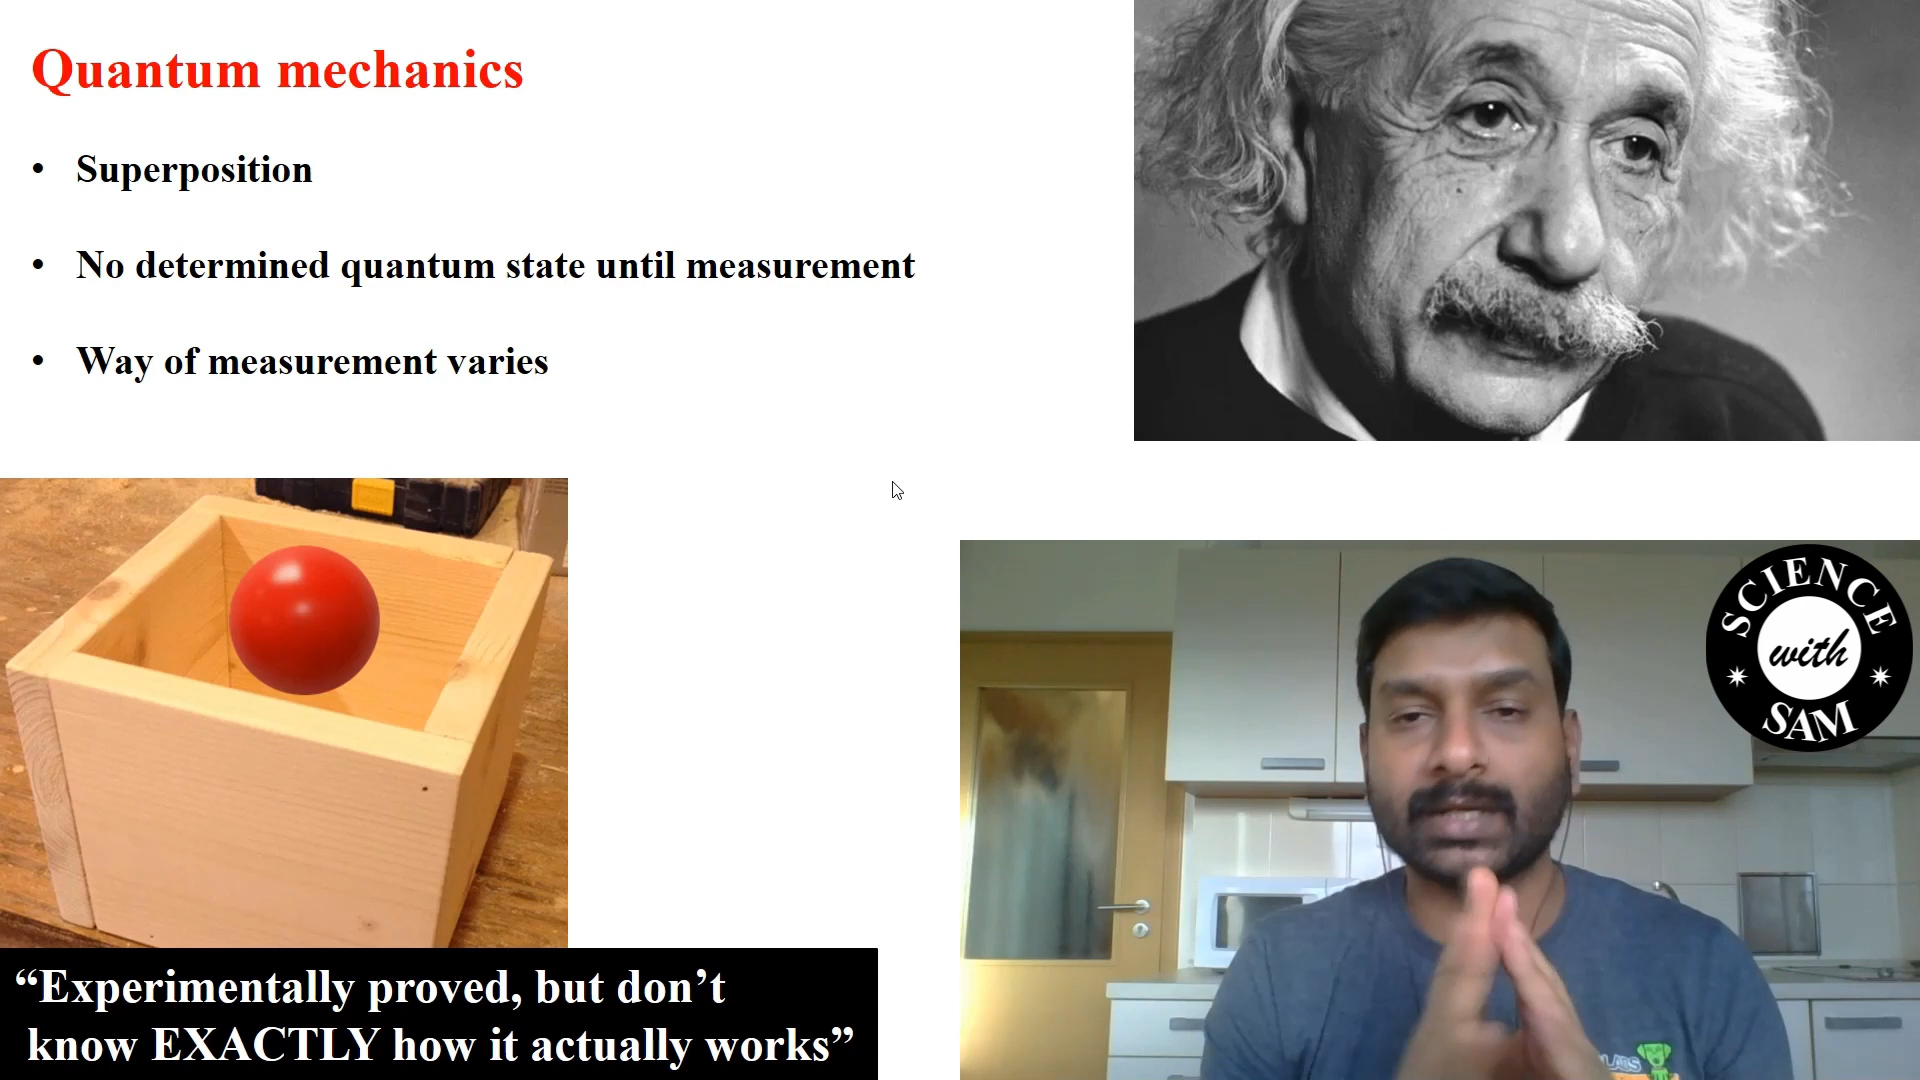 Quantum mechanics
• Superposition
• No determined quantum state until measurement
• Way of measurement varies
SCIENCE
with
SAM
LABS
“Experimentally proved, but don’t
know EXACTLY how it actually works”